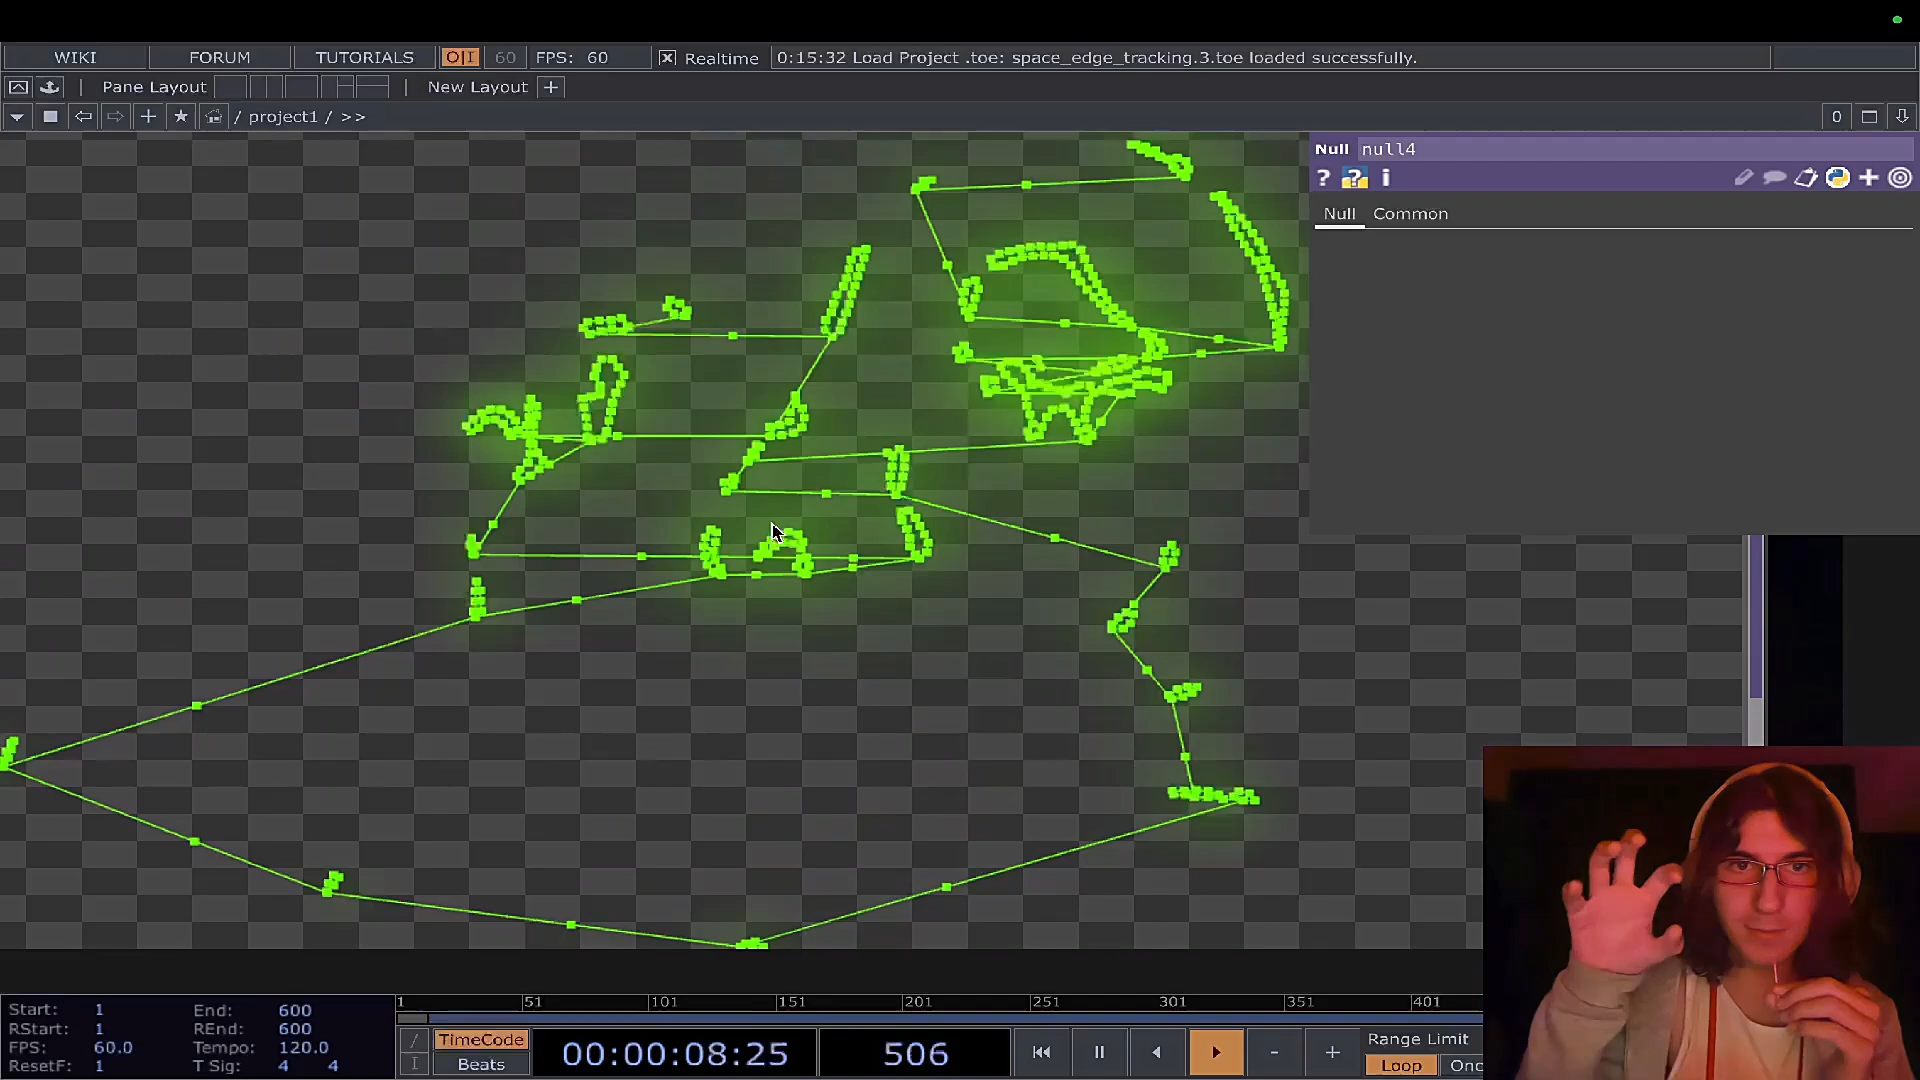 WIKI FORUM TUTORIALS O|I 60 FPS: 60 Realtime 0:15:32 Load Project .toe: space_edge_tracking.3.toe loaded successfully.
Pane Layout New Layout +
/ project1 / >> 0
Null null4
? ? i
Null Common
1 51 101 151 201 251 301 351 401
Start: 1 End: 600
RStart: 1 REnd: 600
FPS: 60.0 Tempo: 120.0
ResetF: 1 T Sig: 4 4
/ TimeCode
I Beats
00:00:08:25 506 - +
Range Limit
Loop Onc